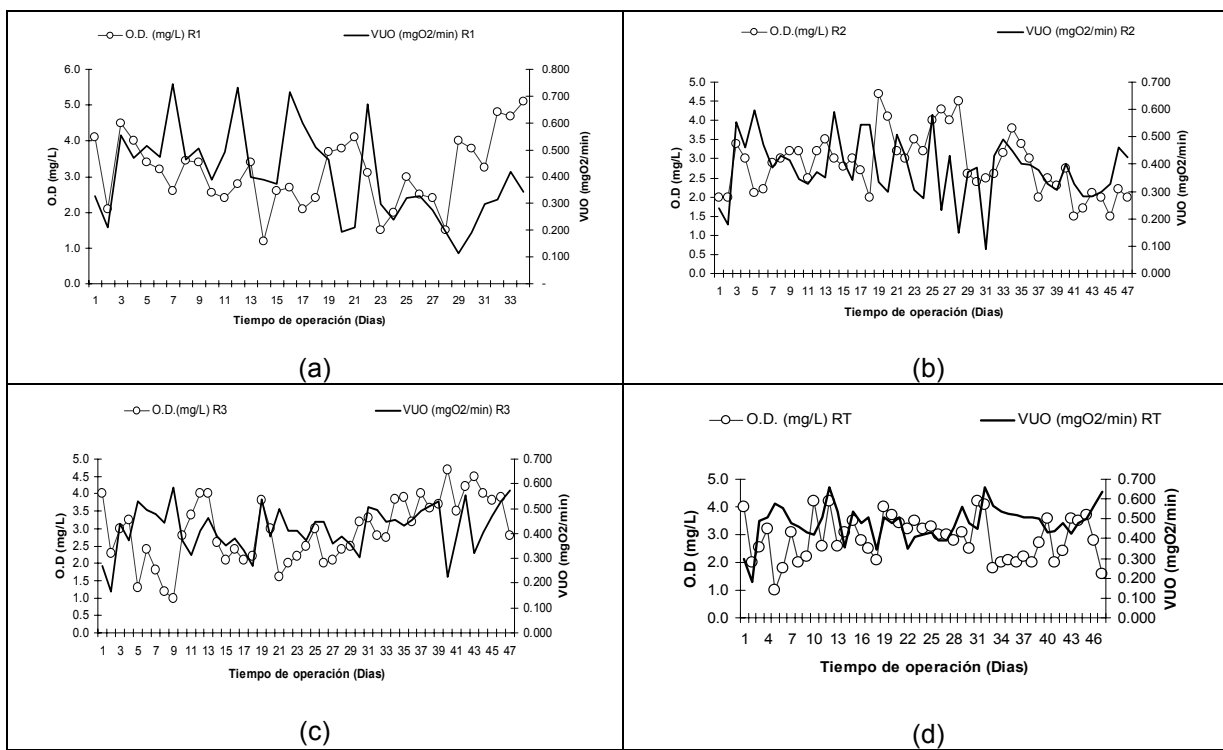 O.D. (mg/L) R1 VUO (mgO2/min) R1
6.0 0.800
5.0 0.700
4.0 0.600
3.0 0.500
2.0 0.400
1.0 0.300
0.0 0.200
0.100
-
O.D (mg/L)
VUO (mgO2/min)
1 3 5 7 9 11 13 15 17 19 21 23 25 27 29 31 33
Tiempo de operación (Dias)
(a)
O.D.(mg/L) R2 VUO (mgO2/min) R2
5.0 0.700
4.5 0.600
4.0 0.500
3.5 0.400
3.0 0.300
2.5 0.200
2.0 0.100
1.5 0.000
1.0
0.5
0.0
O.D (mg/L)
VUO (mgO2/min)
1 3 5 7 9 11 13 15 17 19 21 23 25 27 29 31 33 35 37 39 41 43 45 47
Tiempo de operación (Dias)
(b)
O.D.(mg/L) R3 VUO (mgO2/min) R3
5.0 0.700
4.5 0.600
4.0 0.500
3.5 0.400
3.0 0.300
2.5 0.200
2.0 0.100
1.5 0.000
1.0
0.5
0.0
O.D (mg/L)
VUO (mgO2/min)
1 3 5 7 9 11 13 15 17 19 21 23 25 27 29 31 33 35 37 39 41 43 45 47
Tiempo de operación (Dias)
(c)
O.D. (mg/L) RT VUO (mgO2/min) RT
5.0 0.700
4.0 0.600
3.0 0.500
2.0 0.400
1.0 0.300
0.0 0.200
0.100
0.000
O.D (mg/L)
VUO (mgO2/min)
1 4 7 10 13 16 19 22 25 28 31 34 37 40 43 46
Tiempo de operación (Dias)
(d)